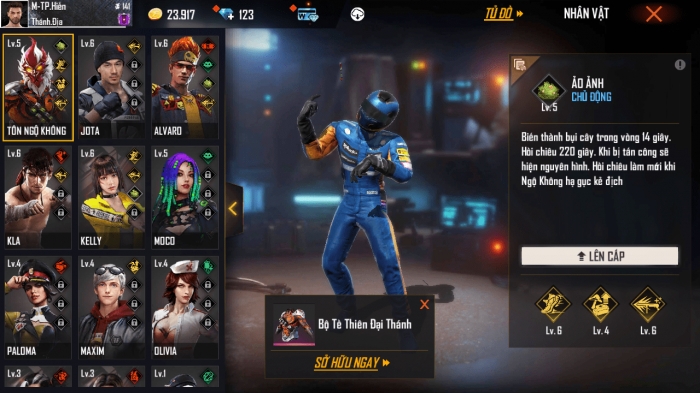 M-TP.Hiên
# 141
Thánh.Địa
23.917
123
TỦ ĐỒ
NHÂN VẬT
Lv.5
TÔN NGỘ KHÔNG
Lv.6
JOTA
Lv.6
ALVARO
Lv.6
KLA
Lv.6
KELLY
Lv.5
MOCO
Lv.4
PALOMA
Lv.4
MAXIM
Lv.4
OLIVIA
Lv.3
Lv.3
Lv.1
ẢO ẢNH
CHỦ ĐỘNG
Lv.5
Biến thành bụi cây trong vòng 14 giây.
Hồi chiêu 220 giây. Khi bị tấn công sẽ
hiện nguyên hình. Hồi chiêu làm mới khi
Ngộ Không hạ gục kẻ địch
LÊN CẤP
Lv. 6
Lv. 4
Lv. 6
Bộ Tề Thiên Đại Thánh
SỞ HỮU NGAY